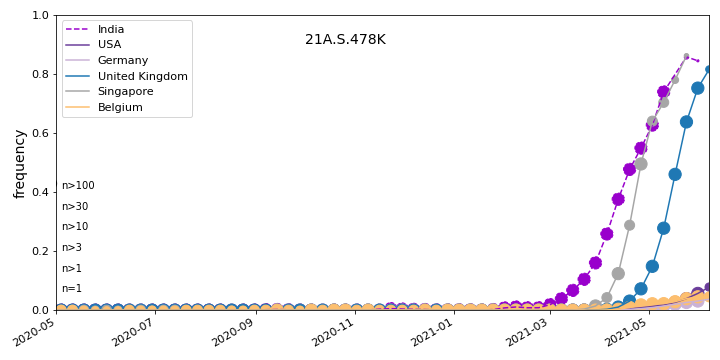 21A.S.478K
India
USA
Germany
United Kingdom
Singapore
Belgium
frequency
1.0
0.8
0.6
0.4
0.2
0.0
n>100
n>30
n>10
n>3
n>1
n=1
2020-05
2020-07
2020-09
2020-11
2021-01
2021-03
2021-05